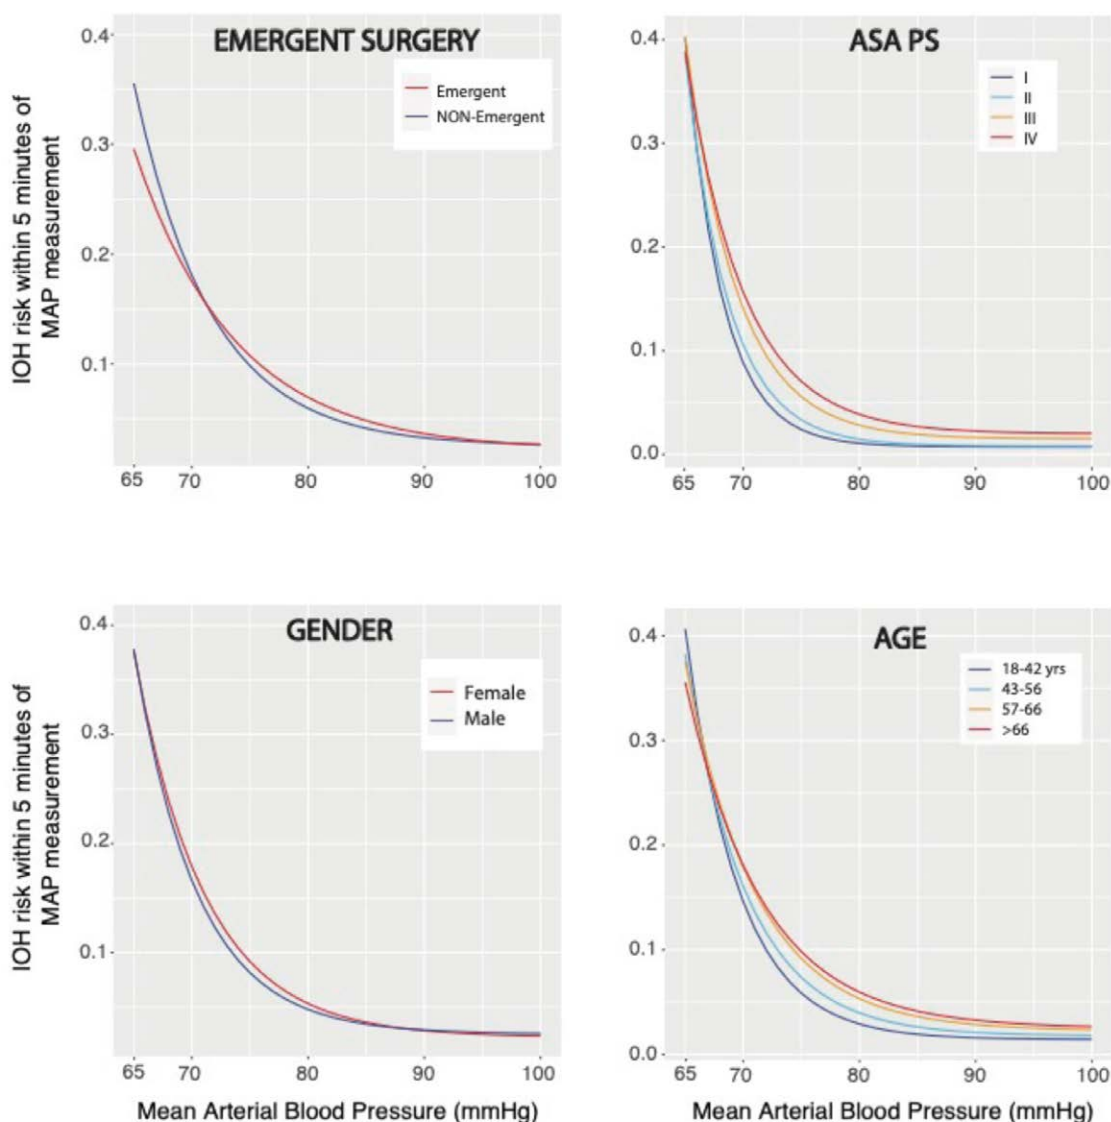 EMERGENT SURGERY
Emergent
NON-Emergent
0.4
0.3
0.2
0.1
65 70 80 90 100
IOH risk within 5 minutes of
MAP measurement
ASA PS
I
II
III
IV
0.4
0.3
0.2
0.1
0.0
65 70 80 90 100
GENDER
Female
Male
0.4
0.3
0.2
0.1
65 70 80 90 100
IOH risk within 5 minutes of
MAP measurement
Mean Arterial Blood Pressure (mmHg)
AGE
18-42 yrs
43-56
57-66
>66
0.4
0.3
0.2
0.1
0.0
65 70 80 90 100
Mean Arterial Blood Pressure (mmHg)